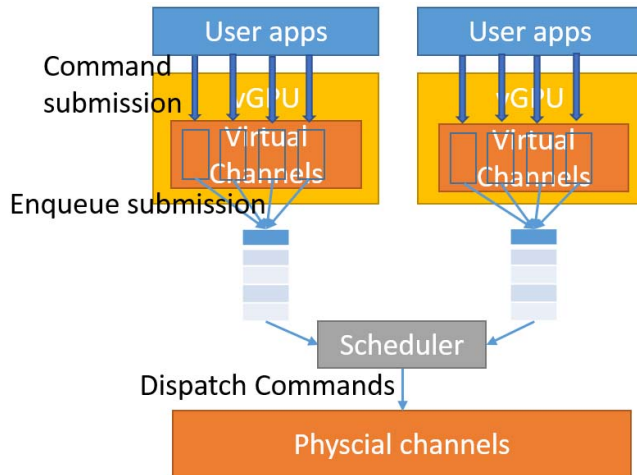 User apps
User apps
Command
submission
vGPU
vGPU
Virtual
Channels
Virtual
Channels
Enqueue submission
Scheduler
Dispatch Commands
Physcial channels